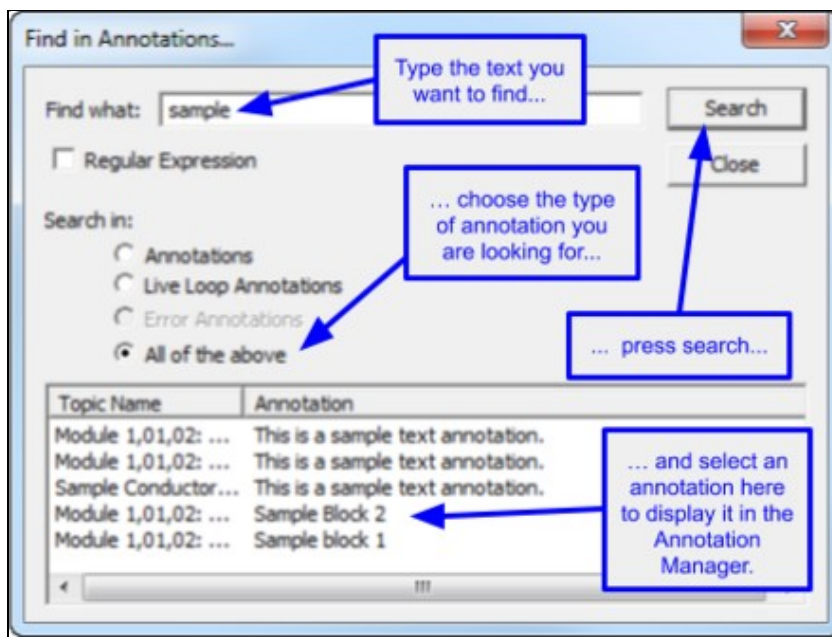 Find in Annotations...
Type the text you
want to find...
Find what: sample
Search
Regular Expression
Close
... choose the type
of annotation you
are looking for...
Search in:
Annotations
Live Loop Annotations
Error Annotations
All of the above
... press search...
Topic Name Annotation
Module 1,01,02: ... This is a sample text annotation.
Module 1,01,02: ... This is a sample text annotation.
Sample Conductor... This is a sample text annotation.
Module 1,01,02: ... Sample Block 2
Module 1,01,02: ... Sample block 1
... and select an
annotation here
to display it in the
Annotation
Manager.